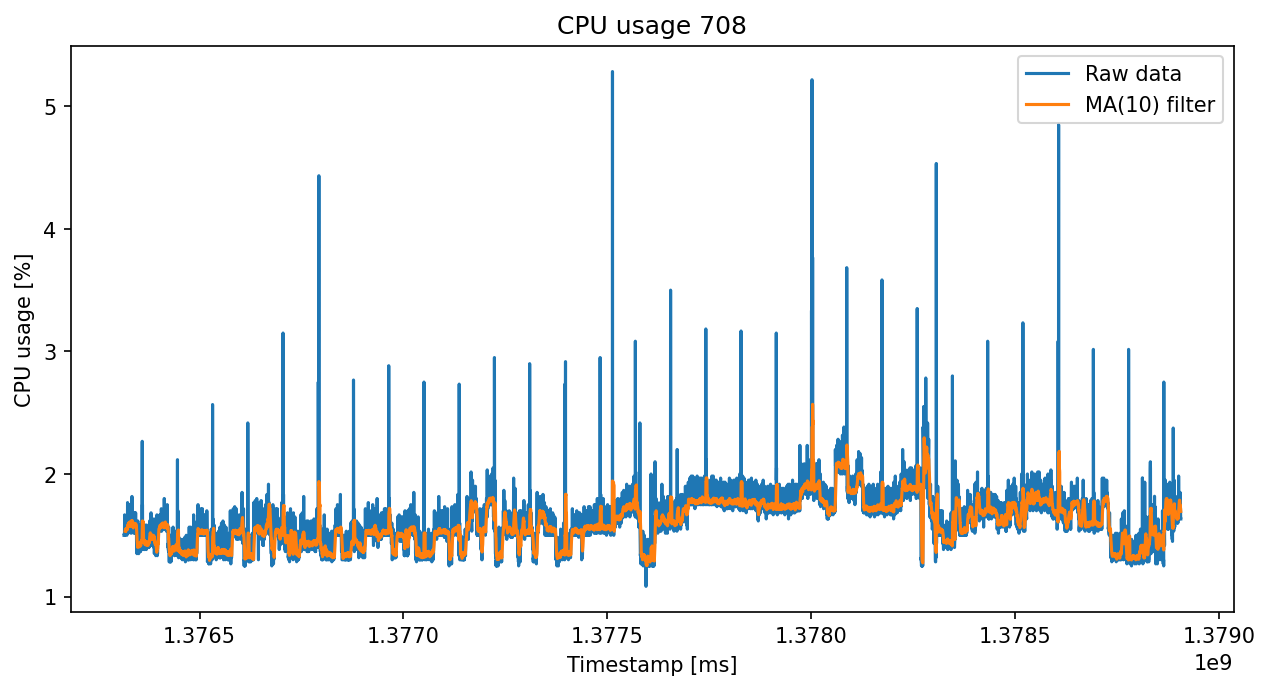 CPU usage 708
Raw data
MA(10) filter
CPU usage [%]
5
4
3
2
1
1.3765 1.3770 1.3775 1.3780 1.3785 1.3790
1e9
Timestamp [ms]